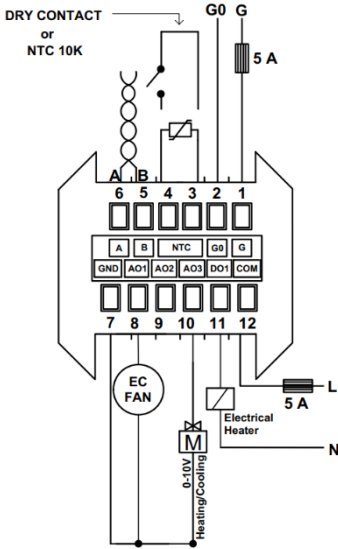 DRY CONTACT
or
NTC 10K
G0 G
5 A
A B
6 5 4 3 2 1
A B NTC G0 G
GND AO1 AO2 AO3 DO1 COM
7 8 9 10 11 12
EC
FAN
L
5 A
Electrical
Heater
N
M
0-10V
Heating/Cooling